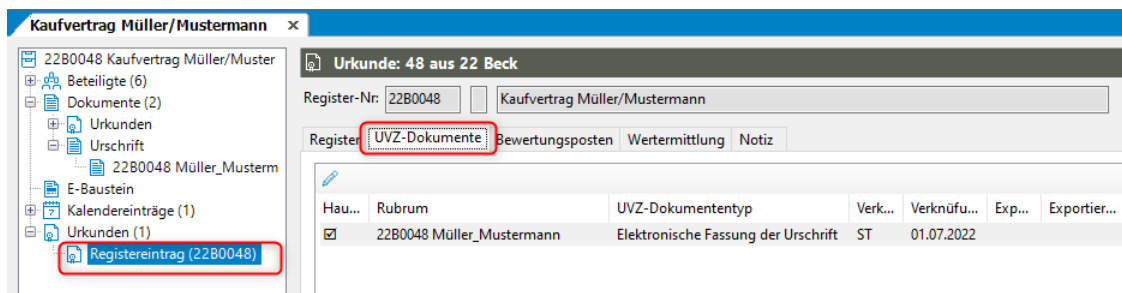 Kaufvertrag Müller/Mustermann x
22B0048 Kaufvertrag Müller/Muster
Beteiligte (6)
Dokumente (2)
Urkunden
Urschrift
22B0048 Müller_Musterm
E-Baustein
Kalendereinträge (1)
Urkunden (1)
Registereintrag (22B0048)
Urkunde: 48 aus 22 Beck
Register-Nr: 22B0048 Kaufvertrag Müller/Mustermann
Register UVZ-Dokumente Bewertungsposten Wertermittlung Notiz
Hau... Rubrum UVZ-Dokumententyp Verk... Verknüfu... Exp... Exportier...
22B0048 Müller_Mustermann Elektronische Fassung der Urschrift ST 01.07.2022